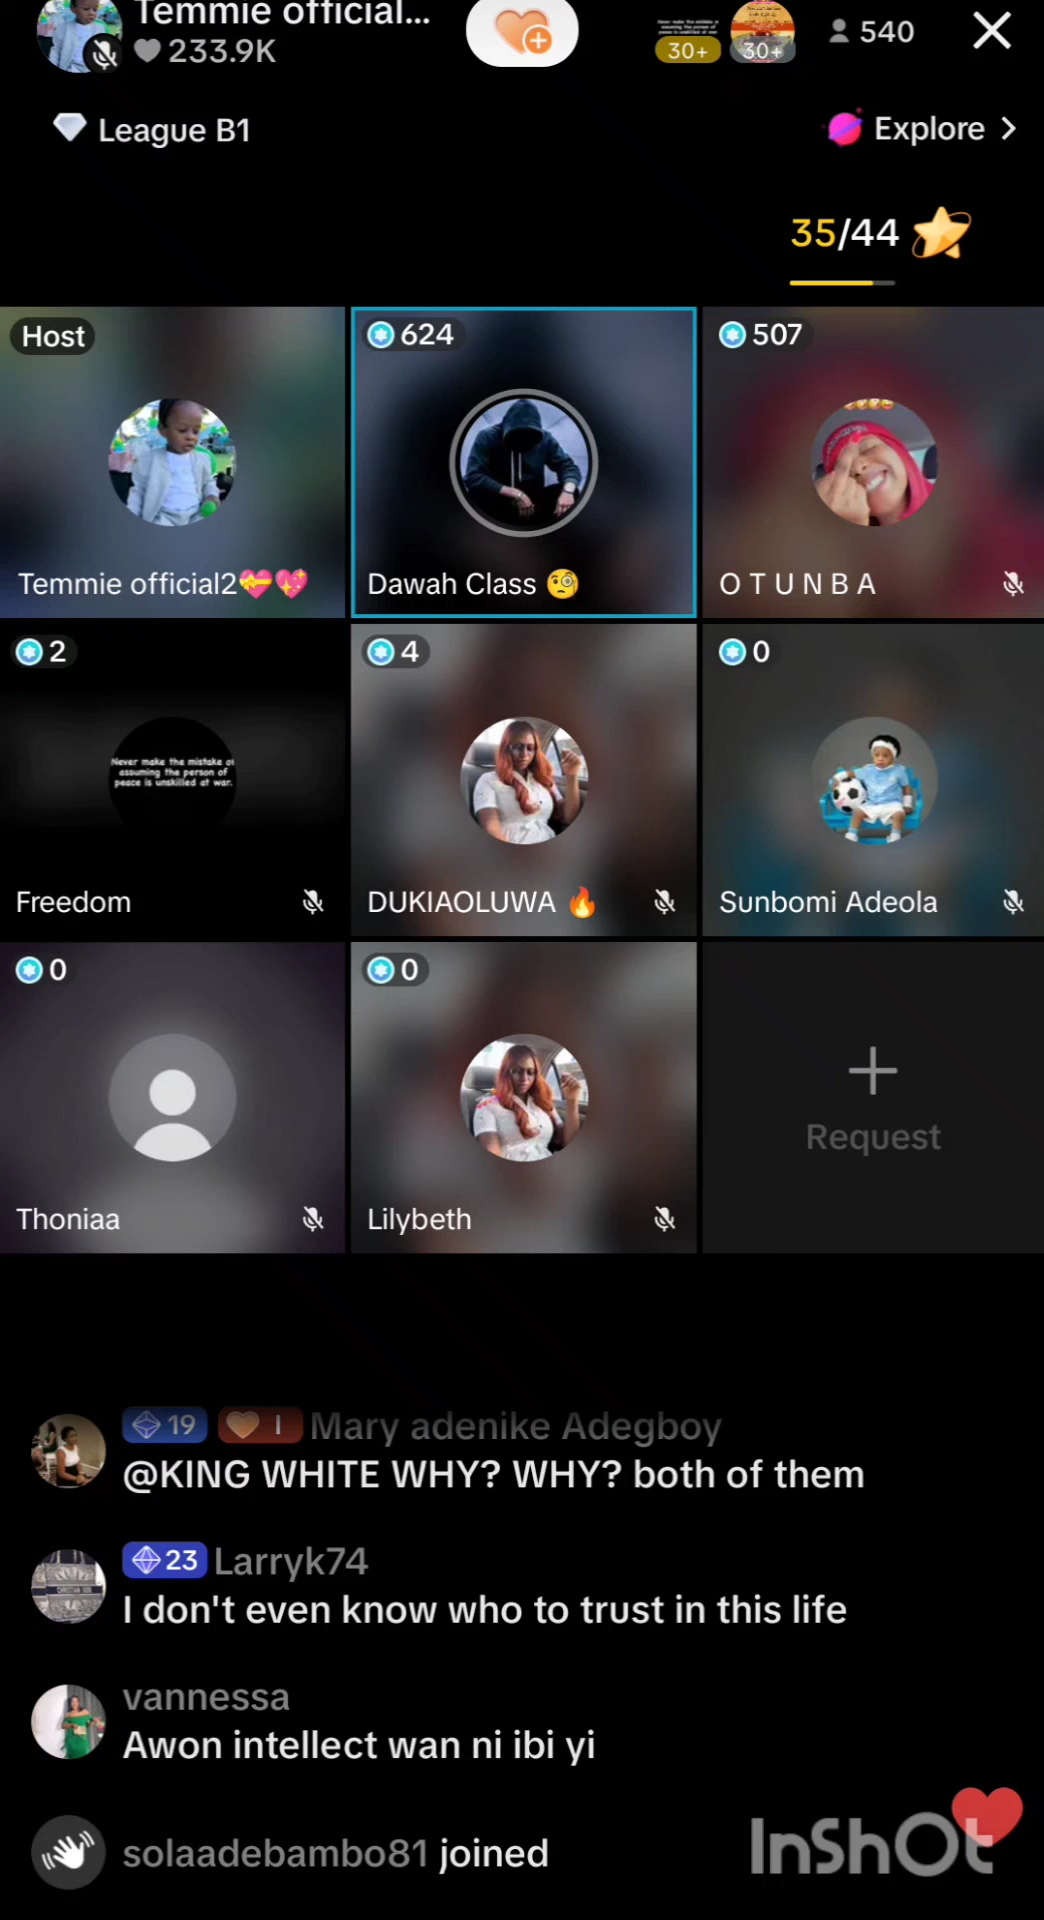 Temmie official...
233.9K
30+
30+
540
League B1
Explore
35/44
Host
624
507
Temmie official2💝💖
Dawah Class 🧐
O T U N B A
2
4
0
Never make the mistake of
assuming the person of
peace is unskilled at war.
Freedom
DUKIAOLUWA 🔥
Sunbomi Adeola
0
0
Request
Thoniaa
Lilybeth
19 I Mary adenike Adegboy
@KING WHITE WHY? WHY? both of them
23 Larryk74
I don't even know who to trust in this life
vannessa
Awon intellect wan ni ibi yi
solaadebambo81 joined
InShOt